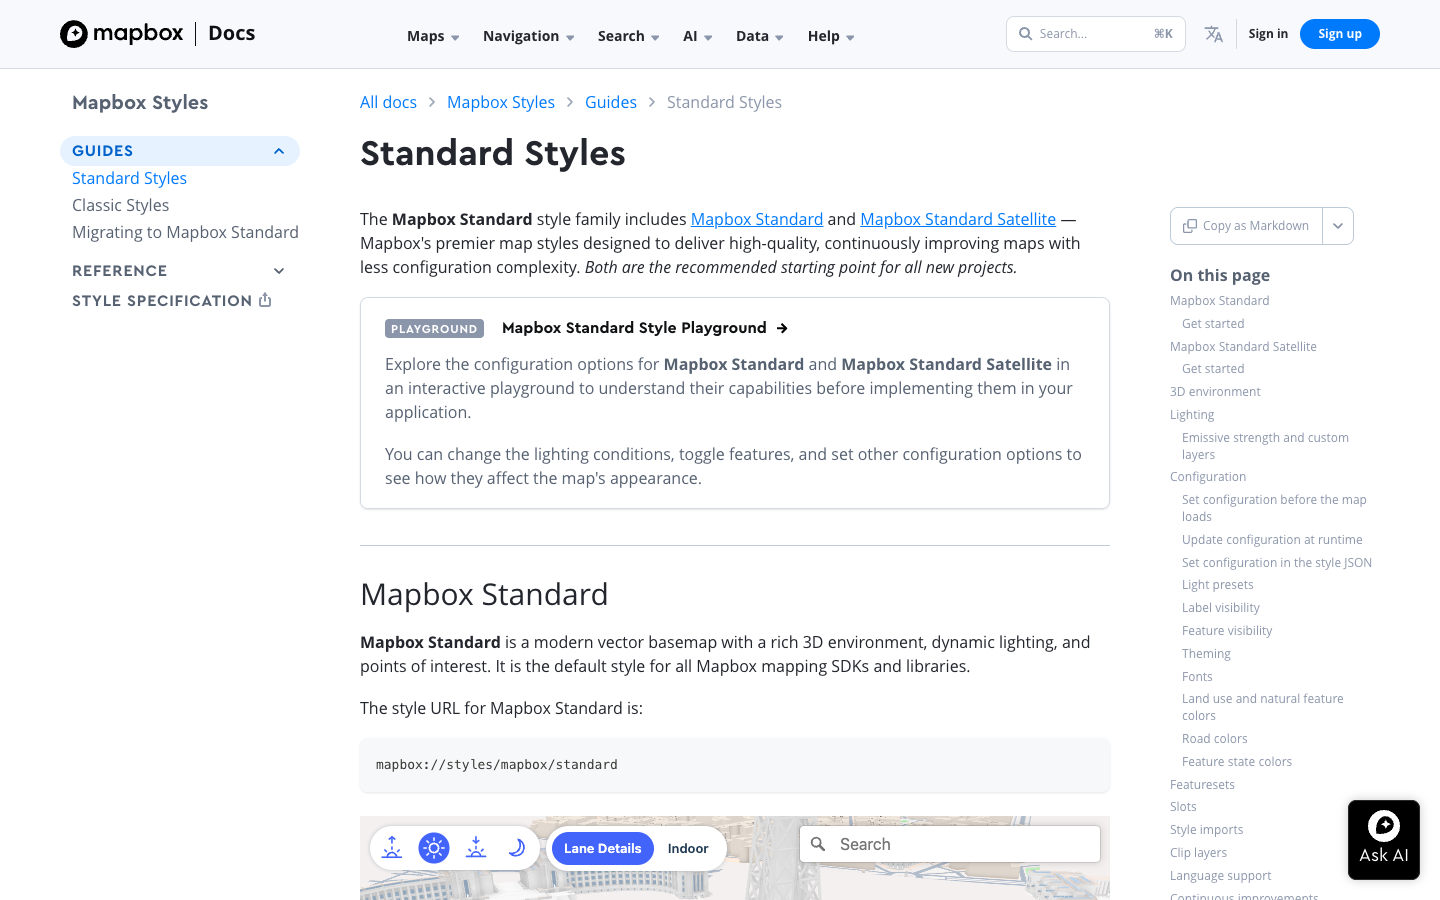 mapbox Docs
Maps Navigation Search AI Data Help
Search... ⌘K
Sign in Sign up
Mapbox Styles
GUIDES
Standard Styles
Classic Styles
Migrating to Mapbox Standard
REFERENCE
STYLE SPECIFICATION
All docs > Mapbox Styles > Guides > Standard Styles
Standard Styles
The Mapbox Standard style family includes Mapbox Standard and Mapbox Standard Satellite —
Mapbox's premier map styles designed to deliver high-quality, continuously improving maps with
less configuration complexity. Both are the recommended starting point for all new projects.
PLAYGROUND Mapbox Standard Style Playground →
Explore the configuration options for Mapbox Standard and Mapbox Standard Satellite in
an interactive playground to understand their capabilities before implementing them in your
application.
You can change the lighting conditions, toggle features, and set other configuration options to
see how they affect the map's appearance.
Mapbox Standard
Mapbox Standard is a modern vector basemap with a rich 3D environment, dynamic lighting, and
points of interest. It is the default style for all Mapbox mapping SDKs and libraries.
The style URL for Mapbox Standard is:
mapbox://styles/mapbox/standard
Lane Details Indoor
Search
Copy as Markdown
On this page
Mapbox Standard
Get started
Mapbox Standard Satellite
Get started
3D environment
Lighting
Emissive strength and custom
layers
Configuration
Set configuration before the map
loads
Update configuration at runtime
Set configuration in the style JSON
Light presets
Label visibility
Feature visibility
Theming
Fonts
Land use and natural feature
colors
Road colors
Feature state colors
Featuresets
Slots
Style imports
Clip layers
Language support
Continuous improvements
Ask AI